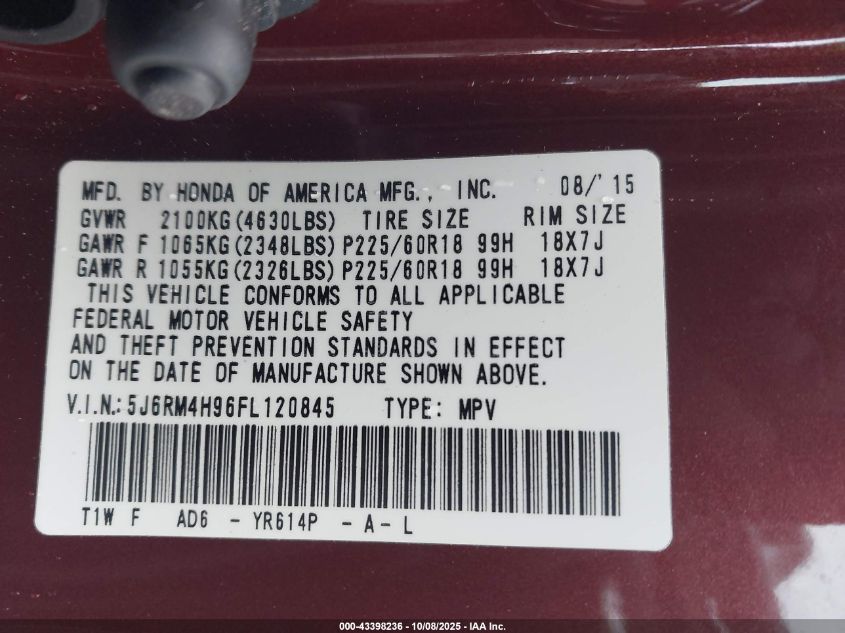 MFD. BY HONDA OF AMERICA MFG., INC. 08/'15
GVWR 2100KG(4630LBS) TIRE SIZE RIM SIZE
GAWR F 1065KG(2348LBS) P225/60R18 99H 18X7J
GAWR R 1055KG(2326LBS) P225/60R18 99H 18X7J
THIS VEHICLE CONFORMS TO ALL APPLICABLE
FEDERAL MOTOR VEHICLE SAFETY
AND THEFT PREVENTION STANDARDS IN EFFECT
ON THE DATE OF MANUFACTURE SHOWN ABOVE.
V.I.N.: 5J6RM4H96FL120845 TYPE: MPV
T1W F AD6 - YR614P - A - L
000-43398236 - 10/08/2025 - IAA Inc.